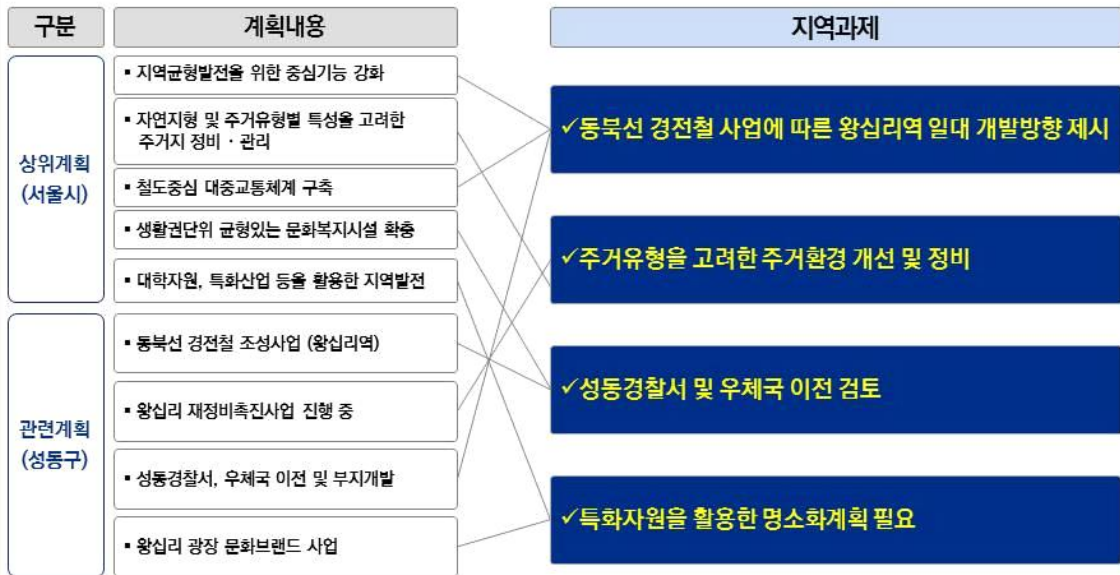 구분
계획내용
지역과제
상위계획
(서울시)
▪ 지역균형발전을 위한 중심기능 강화
▪ 자연지형 및 주거유형별 특성을 고려한
주거지 정비 · 관리
▪ 철도중심 대중교통체계 구축
▪ 생활권단위 균형있는 문화복지시설 확충
▪ 대학자원, 특화산업 등을 활용한 지역발전
관련계획
(성동구)
▪ 동북선 경전철 조성사업 (왕십리역)
▪ 왕십리 재정비촉진사업 진행 중
▪ 성동경찰서, 우체국 이전 및 부지개발
▪ 왕십리 광장 문화브랜드 사업
✓동북선 경전철 사업에 따른 왕십리역 일대 개발방향 제시
✓주거유형을 고려한 주거환경 개선 및 정비
✓성동경찰서 및 우체국 이전 검토
✓특화자원을 활용한 명소화계획 필요